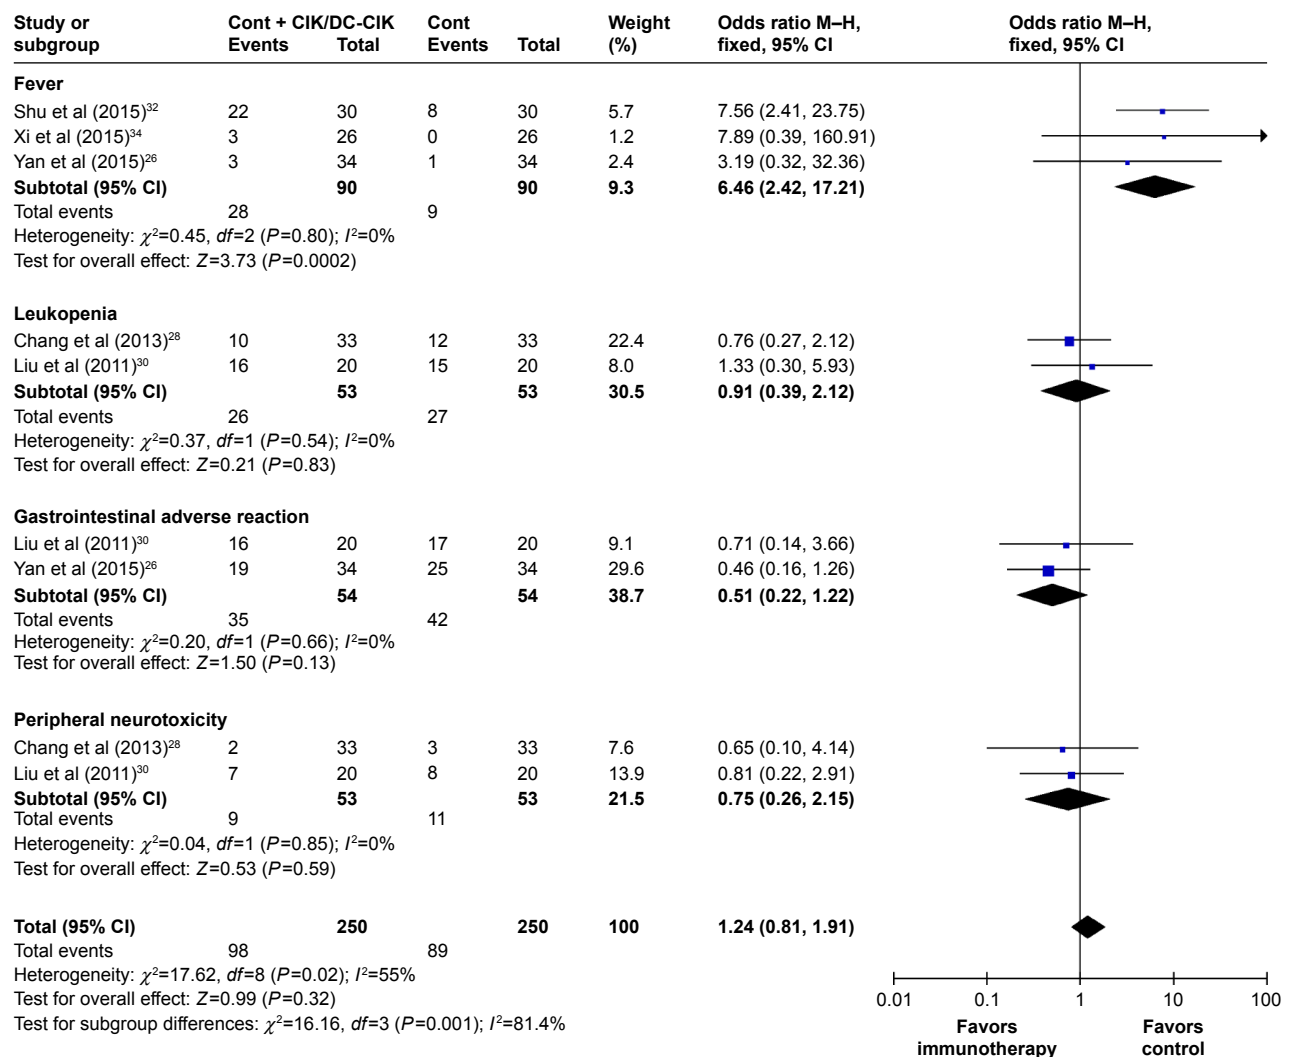 Study or Cont + CIK/DC-CIK Cont Weight Odds ratio M–H, Odds ratio M–H,
subgroup Events Total Events Total (%) fixed, 95% CI fixed, 95% CI
Fever
Shu et al (2015)³² 22 30 8 30 5.7 7.56 (2.41, 23.75)
Xi et al (2015)³⁴ 3 26 0 26 1.2 7.89 (0.39, 160.91)
Yan et al (2015)²⁶ 3 34 1 34 2.4 3.19 (0.32, 32.36)
Subtotal (95% CI) 90 90 9.3 6.46 (2.42, 17.21)
Total events 28 9
Heterogeneity: χ²=0.45, df=2 (P=0.80); I²=0%
Test for overall effect: Z=3.73 (P=0.0002)
Leukopenia
Chang et al (2013)²⁸ 10 33 12 33 22.4 0.76 (0.27, 2.12)
Liu et al (2011)³⁰ 16 20 15 20 8.0 1.33 (0.30, 5.93)
Subtotal (95% CI) 53 53 30.5 0.91 (0.39, 2.12)
Total events 26 27
Heterogeneity: χ²=0.37, df=1 (P=0.54); I²=0%
Test for overall effect: Z=0.21 (P=0.83)
Gastrointestinal adverse reaction
Liu et al (2011)³⁰ 16 20 17 20 9.1 0.71 (0.14, 3.66)
Yan et al (2015)²⁶ 19 34 25 34 29.6 0.46 (0.16, 1.26)
Subtotal (95% CI) 54 54 38.7 0.51 (0.22, 1.22)
Total events 35 42
Heterogeneity: χ²=0.20, df=1 (P=0.66); I²=0%
Test for overall effect: Z=1.50 (P=0.13)
Peripheral neurotoxicity
Chang et al (2013)²⁸ 2 33 3 33 7.6 0.65 (0.10, 4.14)
Liu et al (2011)³⁰ 7 20 8 20 13.9 0.81 (0.22, 2.91)
Subtotal (95% CI) 53 53 21.5 0.75 (0.26, 2.15)
Total events 9 11
Heterogeneity: χ²=0.04, df=1 (P=0.85); I²=0%
Test for overall effect: Z=0.53 (P=0.59)
Total (95% CI) 250 250 100 1.24 (0.81, 1.91)
Total events 98 89
Heterogeneity: χ²=17.62, df=8 (P=0.02); I²=55%
Test for overall effect: Z=0.99 (P=0.32)
Test for subgroup differences: χ²=16.16, df=3 (P=0.001); I²=81.4%
0.01 0.1 1 10 100
Favors Favors
immunotherapy control